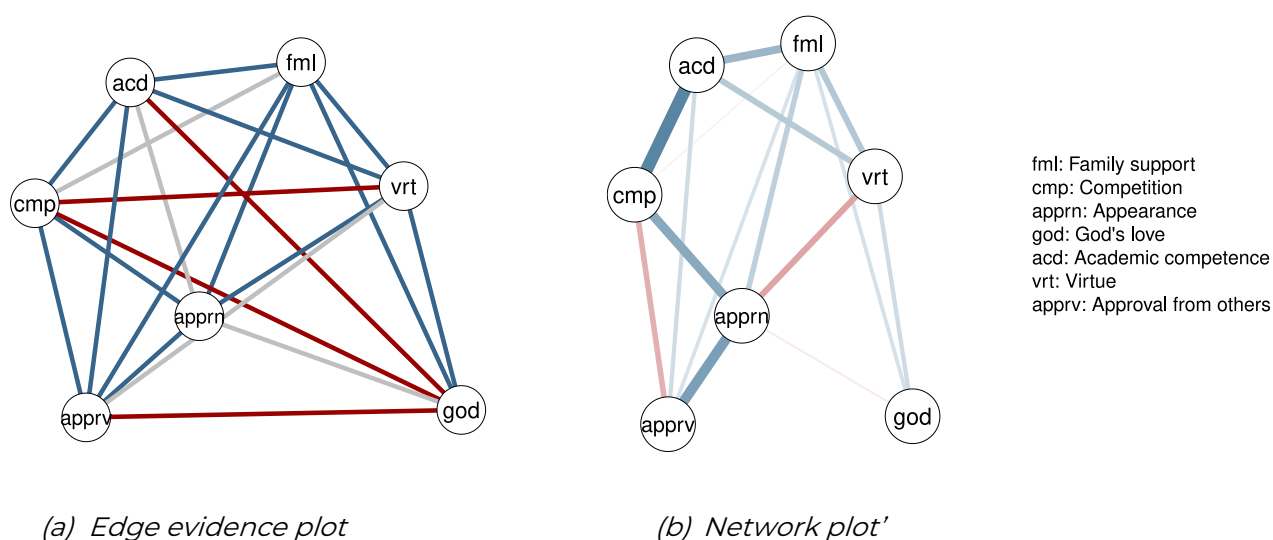 fml
acd
vrt
cmp
apprn
apprv
god
fml
acd
vrt
cmp
apprn
apprv
god
fml: Family support
cmp: Competition
apprn: Appearance
god: God's love
acd: Academic competence
vrt: Virtue
apprv: Approval from others
(a) Edge evidence plot
(b) Network plot’